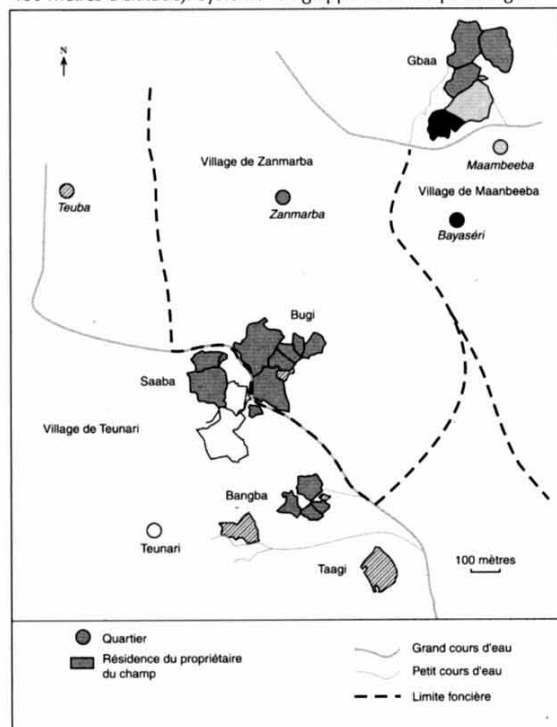 N
Gbaa
Maambeeba
Village de Zanmarba
Village de Maanbeeba
Teuba
Zanmarba
Bayaséri
Bugi
Saaba
Village de Teunari
Bangba
Teunari
Taagi
100 mètres
Quartier
Résidence du propriétaire
du champ
Grand cours d'eau
Petit cours d'eau
Limite foncière